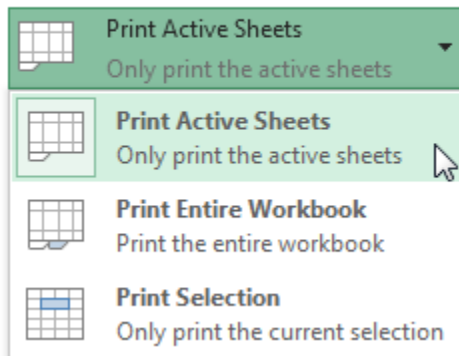 Print Active Sheets
Only print the active sheets
Print Active Sheets
Only print the active sheets
Print Entire Workbook
Print the entire workbook
Print Selection
Only print the current selection